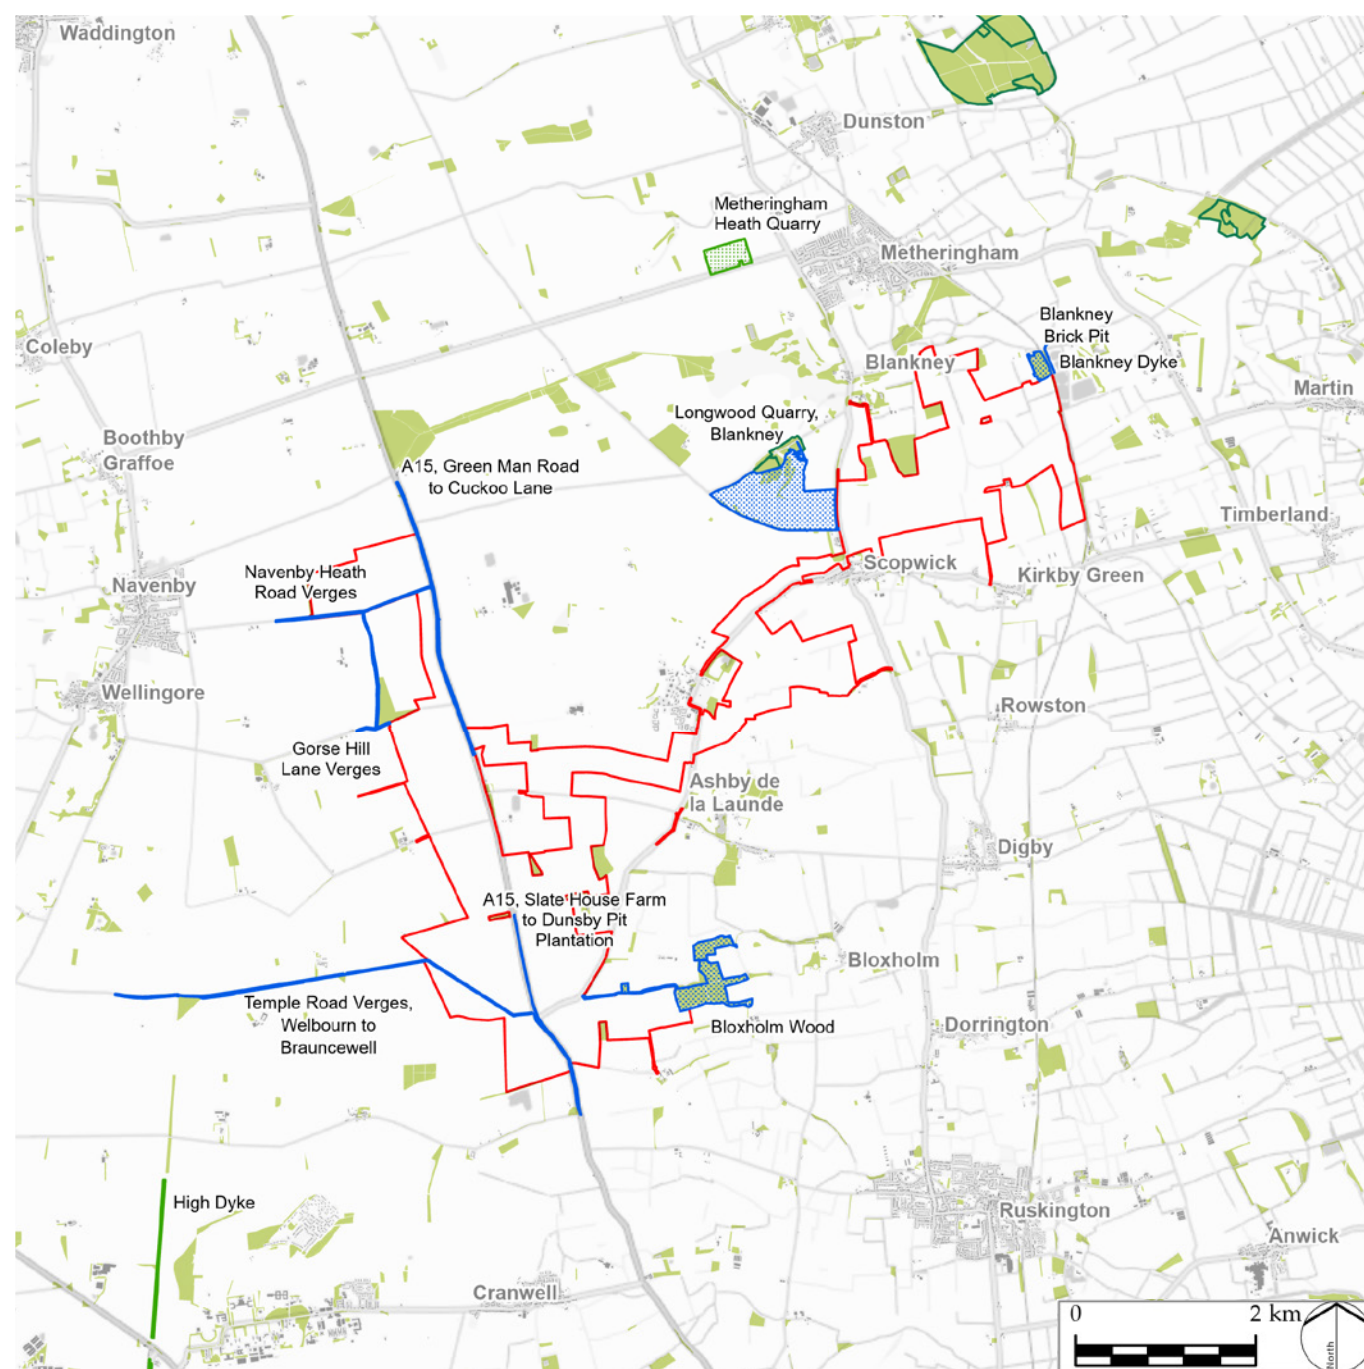 Waddington
Dunston
Metheringham
Heath Quarry
Metheringham
Blankney
Brick Pit
Coleby
Blankney
Blankney Dyke
Martin
Longwood Quarry,
Blankney
Boothby
Graffoe
A15, Green Man Road
to Cuckoo Lane
Timberland
Scopwick
Kirkby Green
Navenby
Navenby Heath
Road Verges
Wellingore
Rowston
Gorse Hill
Lane Verges
Ashby de
la Launde
Digby
A15, Slate House Farm
to Dunsby Pit
Plantation
Bloxholm
Temple Road Verges,
Welbourn to
Brauncewell
Bloxholm Wood
Dorrington
High Dyke
Ruskington
Anwick
Cranwell
0 2 km
North